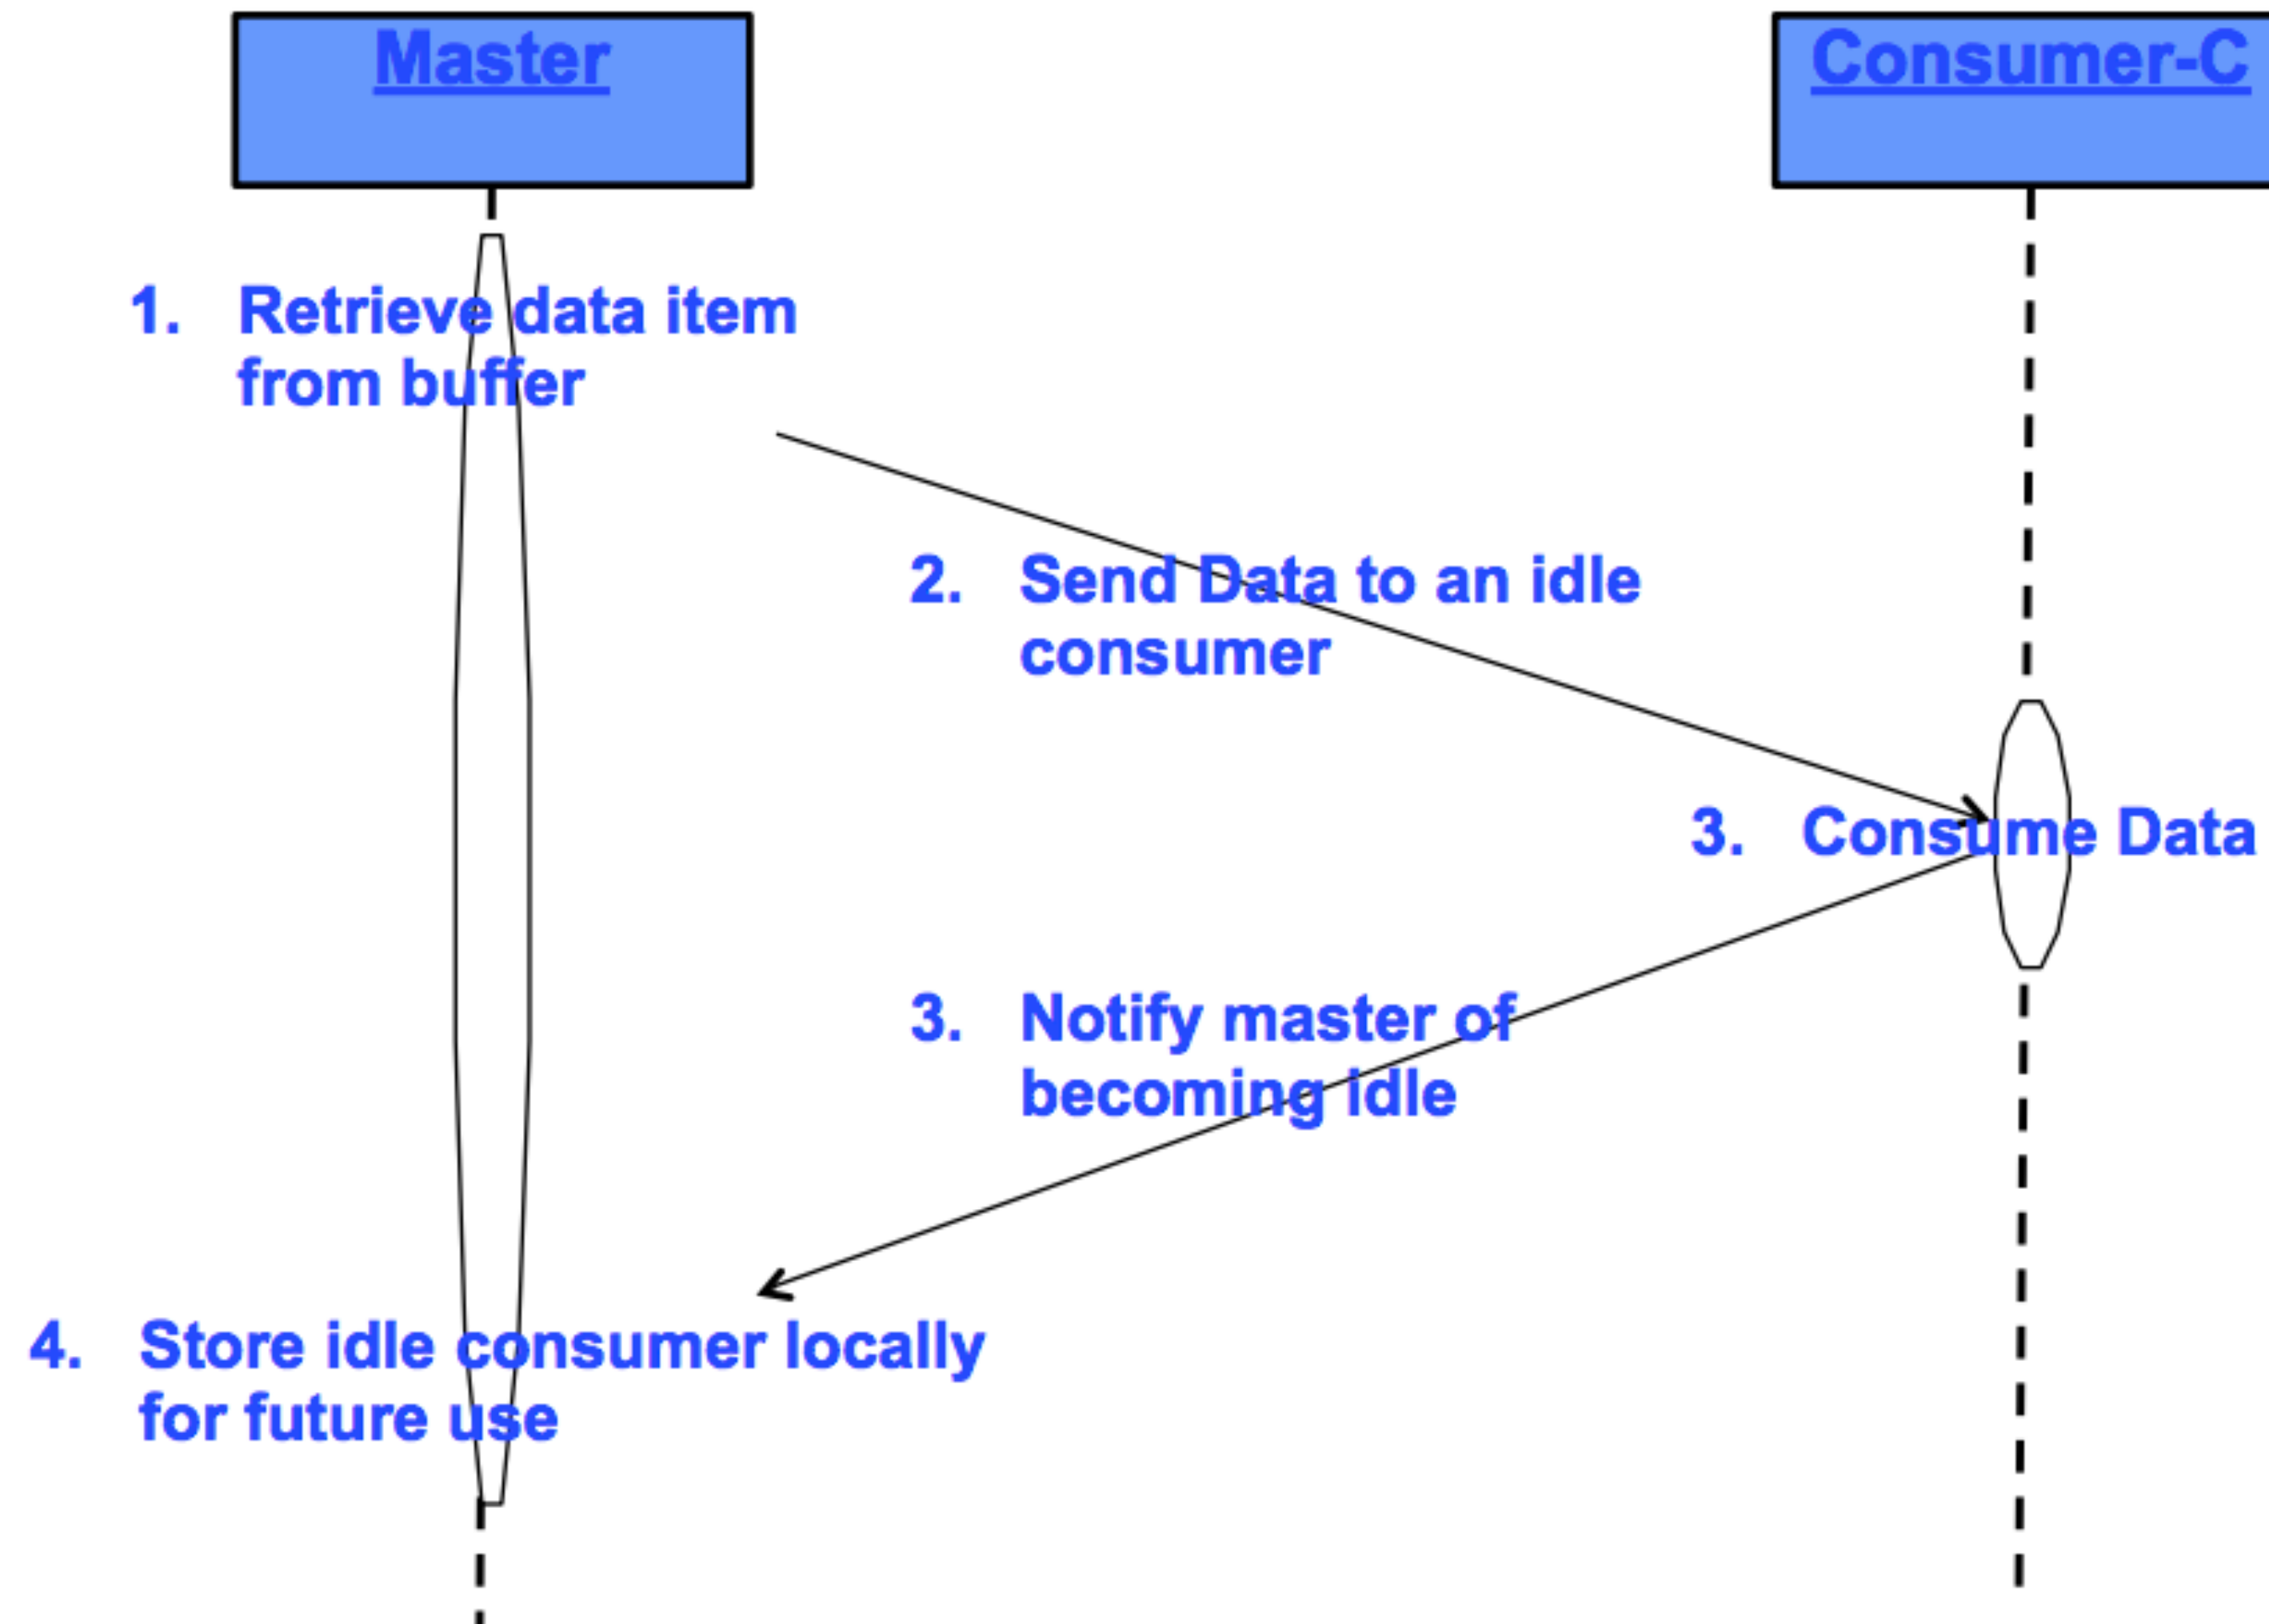 Master
Consumer-C
1. Retrieve data item
from buffer
2. Send Data to an idle
consumer
3. Consume Data
3. Notify master of
becoming idle
4. Store idle consumer locally
for future use